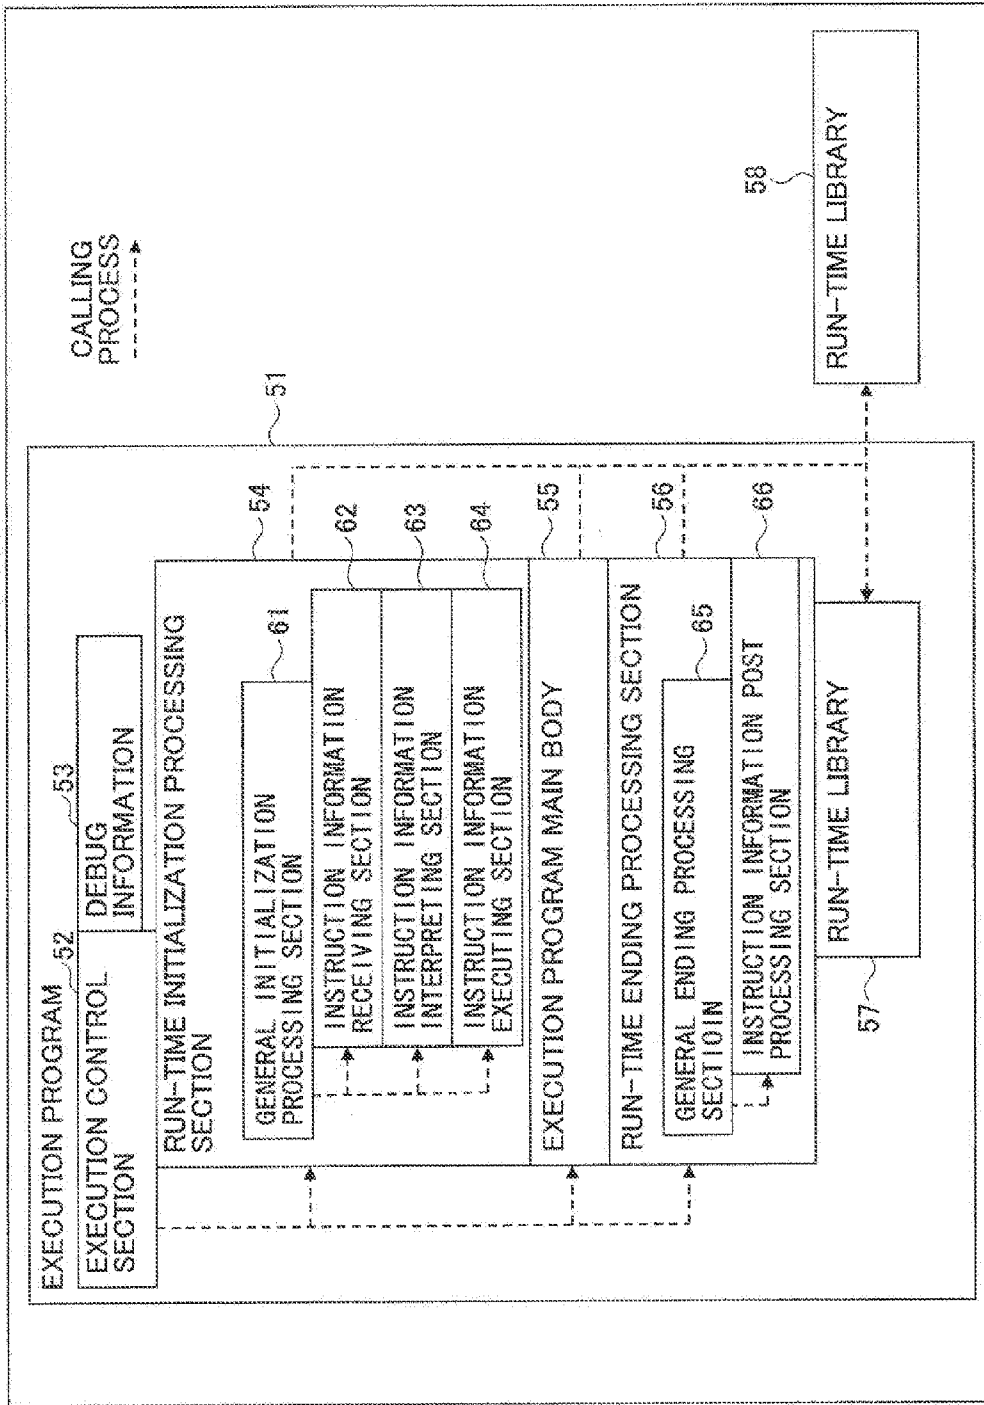 CALLING
PROCESS
EXECUTION PROGRAM
51
52
EXECUTION CONTROL
SECTION
53
DEBUG
INFORMATION
54
RUN-TIME INITIALIZATION PROCESSING
SECTION
61
GENERAL INITIALIZATION
PROCESSING SECTION
62
INSTRUCTION INFORMATION
RECEIVING SECTION
63
INSTRUCTION INFORMATION
INTERPRETING SECTION
64
INSTRUCTION INFORMATION
EXECUTING SECTION
55
EXECUTION PROGRAM MAIN BODY
56
RUN-TIME ENDING PROCESSING SECTION
65
GENERAL ENDING PROCESSING
SECTIOIN
66
INSTRUCTION INFORMATION POST
PROCESSING SECTION
57
RUN-TIME LIBRARY
58
RUN-TIME LIBRARY